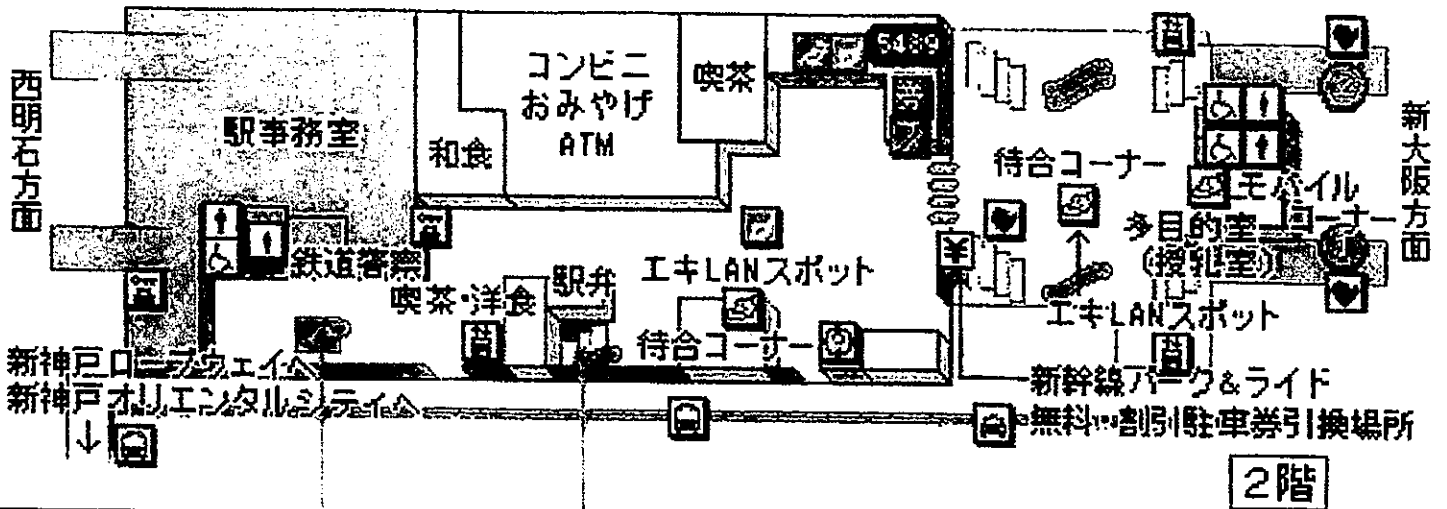 西明石方面
駅事務室
和食
コンビニ
おみやげ
ATM
喫茶
5489
待合コーナー
新大阪方面
モバイル
コーナー
多目的室
(授乳室)
鉄道警察
喫茶・洋食
駅弁
エキLANスポット
待合コーナー
¥
エキLANスポット
新神戸ロープウェイへ
新神戸オリエンタルシティへ
新幹線パーク&ライド
無料・割引駐車券引換場所
2階